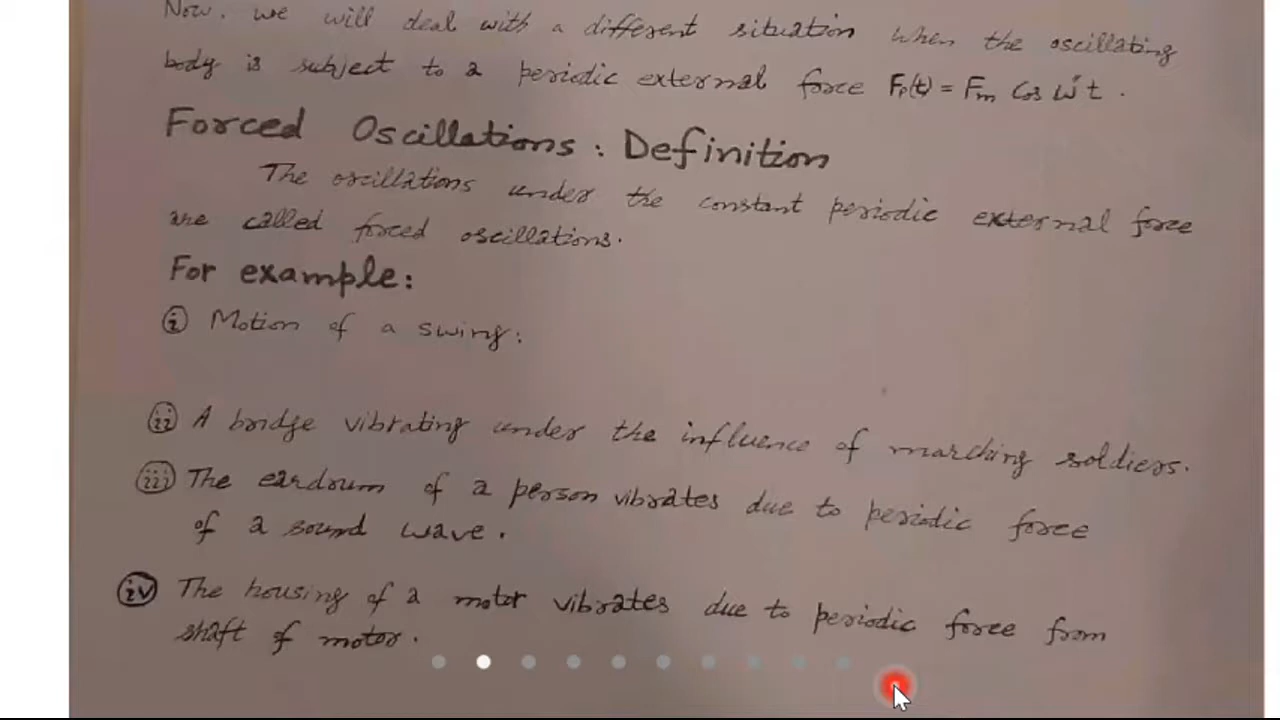 Now, we will deal with a different situation when the oscillating
body is subject to a periodic external force Fₚ(t) = Fₘ Cos ω″t .
Forced Oscillations : Definition
The oscillations under the constant periodic external force
are called forced oscillations.
For example:
(i) Motion of a swing:
(ii) A bridge vibrating under the influence of marching soldiers.
(iii) The eardrum of a person vibrates due to periodic force
of a sound wave.
(iv) The housing of a motor vibrates due to periodic force from
shaft of motor.